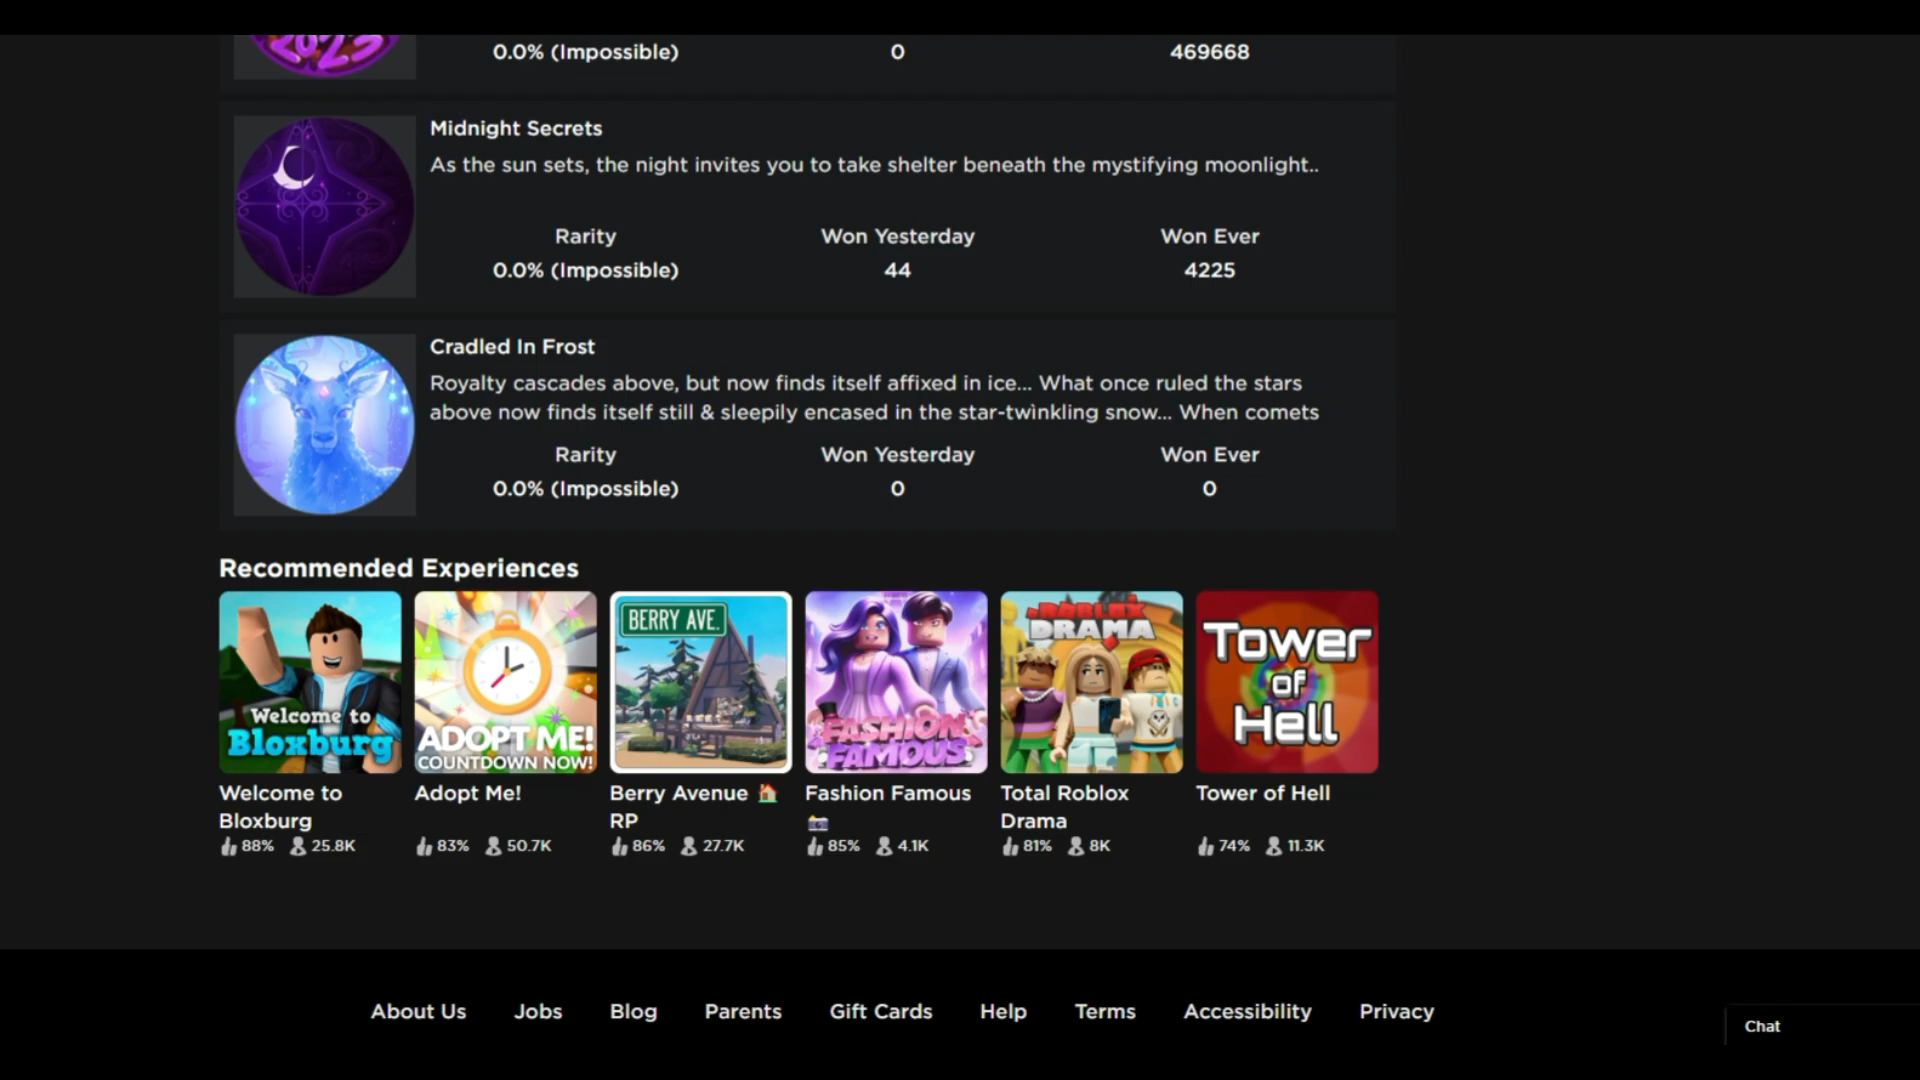 2023
0.0% (Impossible) 0 469668
Midnight Secrets
As the sun sets, the night invites you to take shelter beneath the mystifying moonlight..
Rarity Won Yesterday Won Ever
0.0% (Impossible) 44 4225
Cradled In Frost
Royalty cascades above, but now finds itself affixed in ice... What once ruled the stars
above now finds itself still & sleepily encased in the star-twinkling snow... When comets
Rarity Won Yesterday Won Ever
0.0% (Impossible) 0 0
Recommended Experiences
Welcome to
Bloxburg
ADOPT ME!
COUNTDOWN NOW!
BERRY AVE.
FASHION
FAMOUS
ROBLOX
DRAMA
Tower
of
Hell
Welcome to
Bloxburg
88% 25.8K
Adopt Me!
83% 50.7K
Berry Avenue 🏠
RP
86% 27.7K
Fashion Famous
📷
85% 4.1K
Total Roblox
Drama
81% 8K
Tower of Hell
74% 11.3K
About Us Jobs Blog Parents Gift Cards Help Terms Accessibility Privacy
Chat